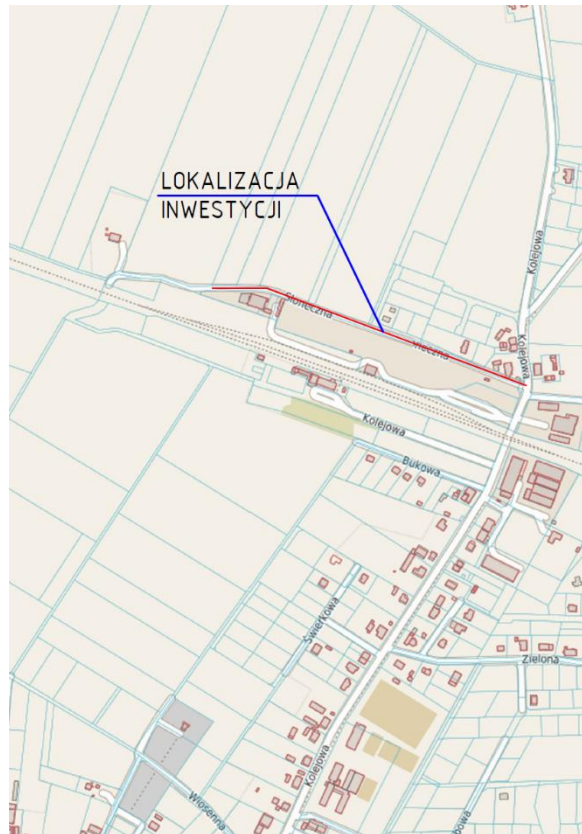 LOKALIZACJA
INWESTYCJI
Kolejowa
Słoneczna
Kolejowa
Kolejowa
Bukowa
Świerkowa
Zielona
Kolejowa
Wiosenna